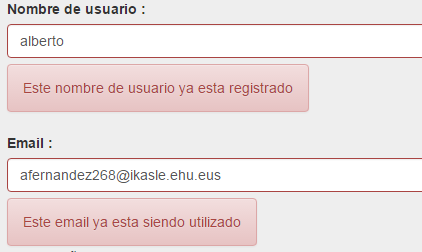 Nombre de usuario :
alberto
Este nombre de usuario ya esta registrado
Email :
afernandez268@ikasle.ehu.eus
Este email ya esta siendo utilizado